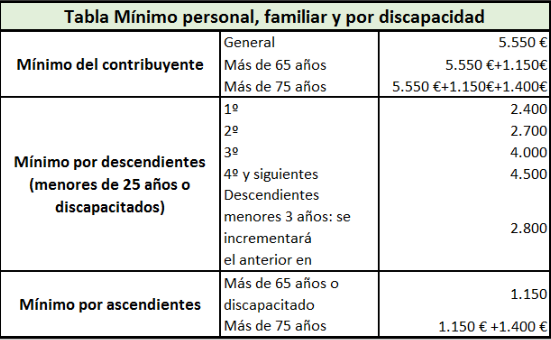 Tabla Mínimo personal, familiar y por discapacidad
Mínimo del contribuyente
General 5.550 €
Más de 65 años 5.550 €+1.150€
Más de 75 años 5.550 €+1.150€+1.400€
Mínimo por descendientes
(menores de 25 años o
discapacitados)
1º 2.400
2º 2.700
3º 4.000
4º y siguientes 4.500
Descendientes
menores 3 años: se
incrementará
el anterior en
2.800
Mínimo por ascendientes
Más de 65 años o
discapacitado
1.150
Más de 75 años 1.150 € +1.400 €